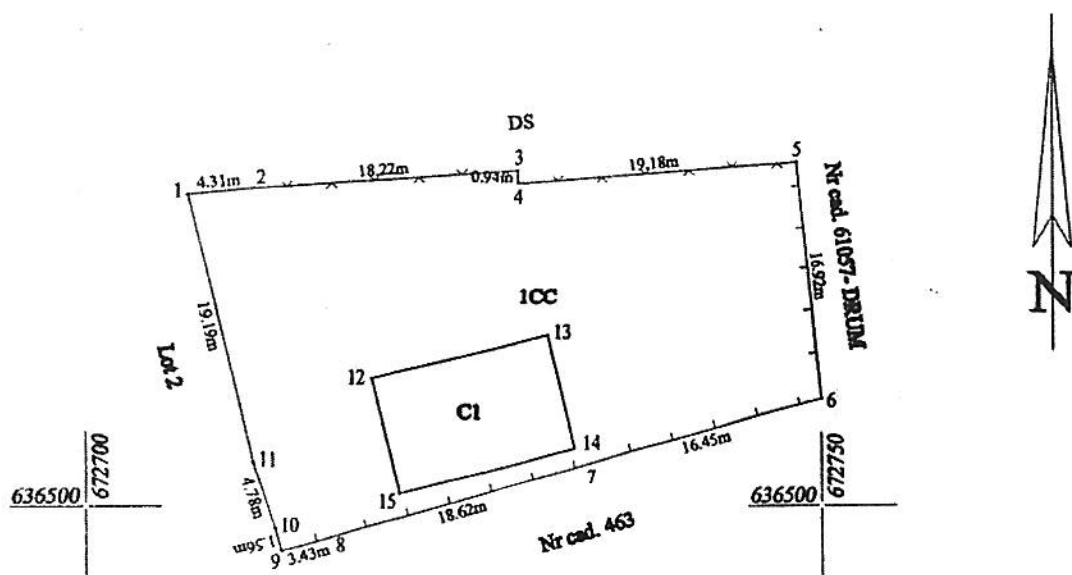 DS
3
5
18,22m
19,18m
1
4.31m
2
0.94m
4
Nr cad. 61057- DRUM
16.92m
N
1CC
13
19,19m
Lot 2
12
C1
6
14
16.45m
11
7
672700
636500
672750
636500
4,78m
15
18.62m
10
Nr cad. 463
1,56m
9
3.43m
8